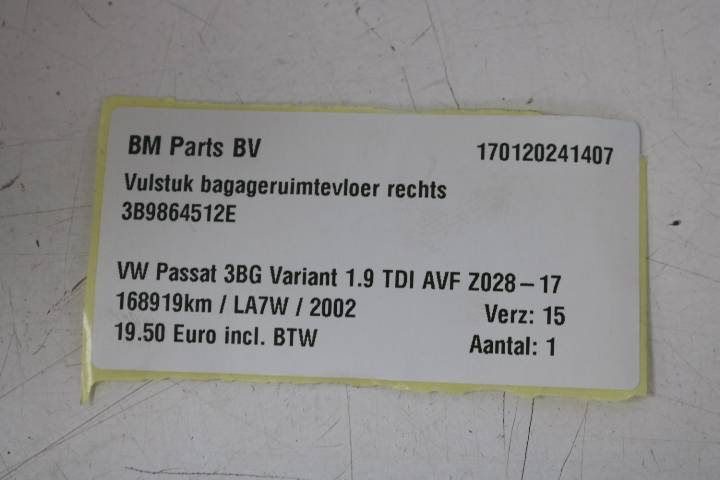 BM Parts BV 170120241407
Vulstuk bagageruimtevloer rechts
3B9864512E
VW Passat 3BG Variant 1.9 TDI AVF Z028-17
168919km / LA7W / 2002 Verz: 15
19.50 Euro incl. BTW Aantal: 1